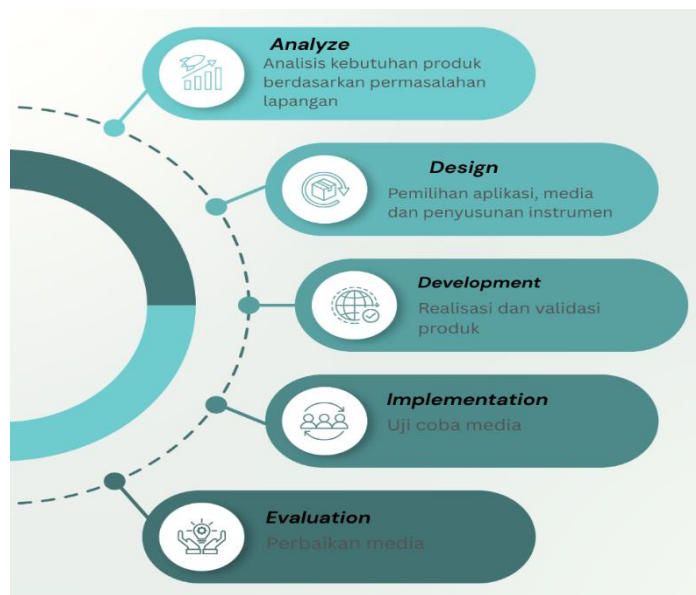 Analyze
Analisis kebutuhan produk
berdasarkan permasalahan
lapangan
Design
Pemilihan aplikasi, media
dan penyusunan instrumen
Development
Realisasi dan validasi
produk
Implementation
Uji coba media
Evaluation
Perbaikan media